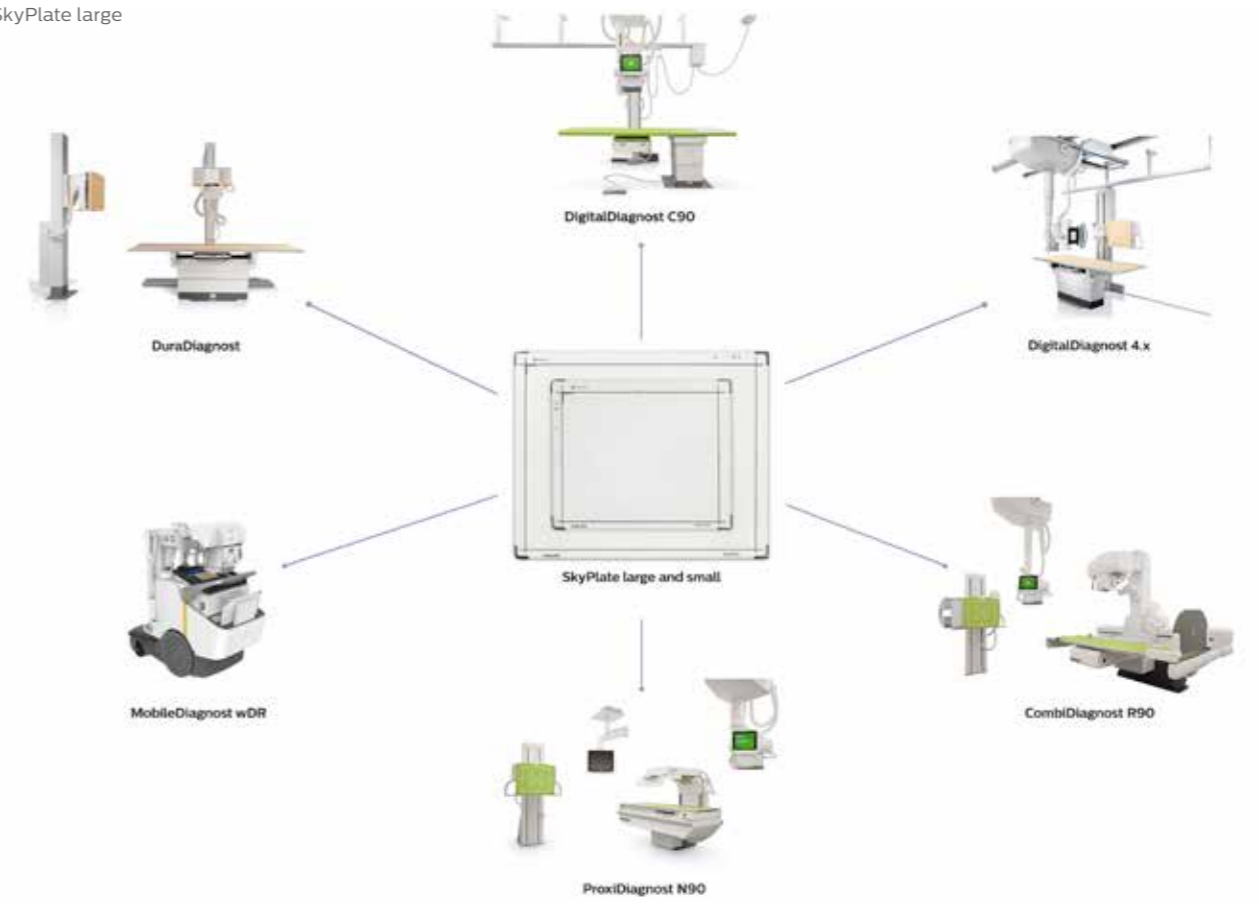 SkyPlate large
DigitalDiagnost C90
DuraDiagnost
DigitalDiagnost 4.x
SkyPlate large and small
MobileDiagnost wDR
CombiDiagnost R90
ProxiDiagnost N90